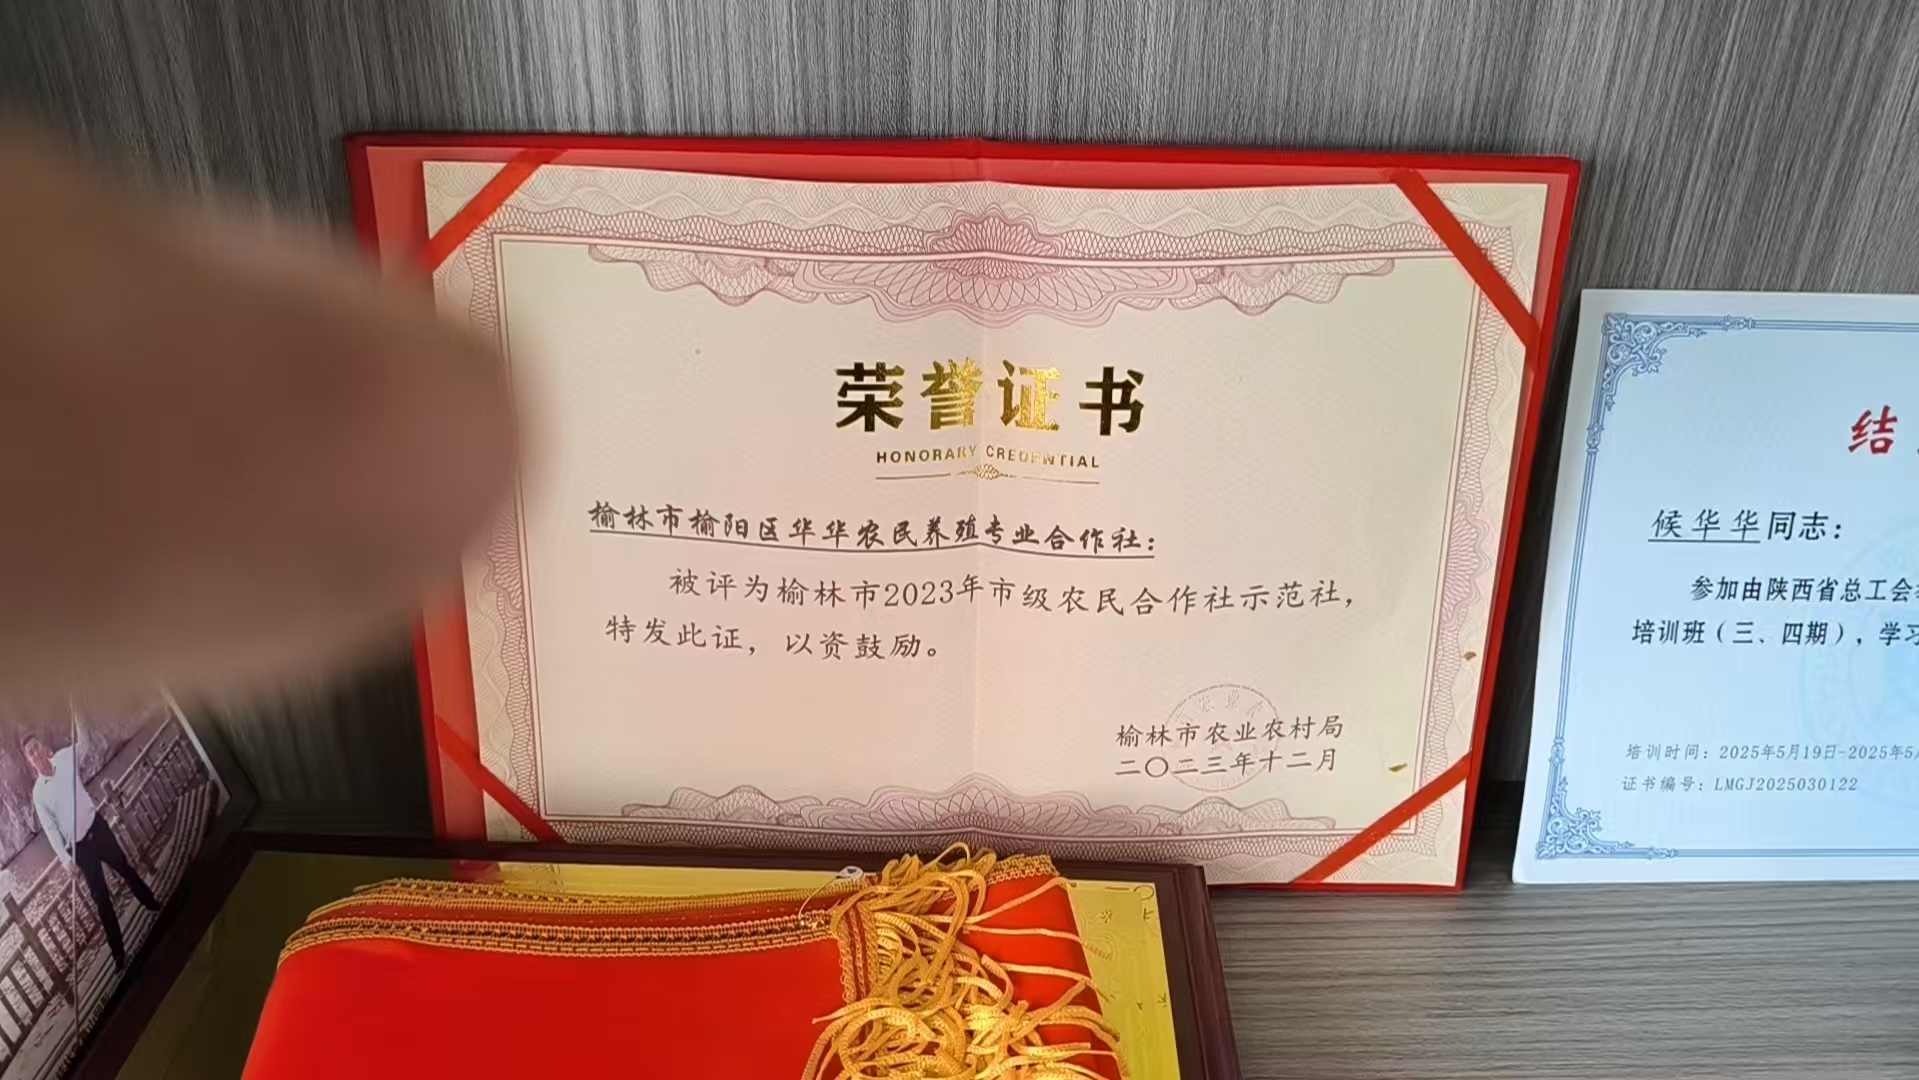 荣誉证书
HONORARY CREDENTIAL
榆林市榆阳区华华农民养殖专业合作社：
被评为榆林市2023年市级农民合作社示范社，
特发此证，以资鼓励。
榆林市农业农村局
二〇二三年十二月
结
候华华同志：
参加由陕西省总工会
培训班（三、四期），学习
培训时间：2025年5月19日-2025年5
证书编号：LMGJ2025030122